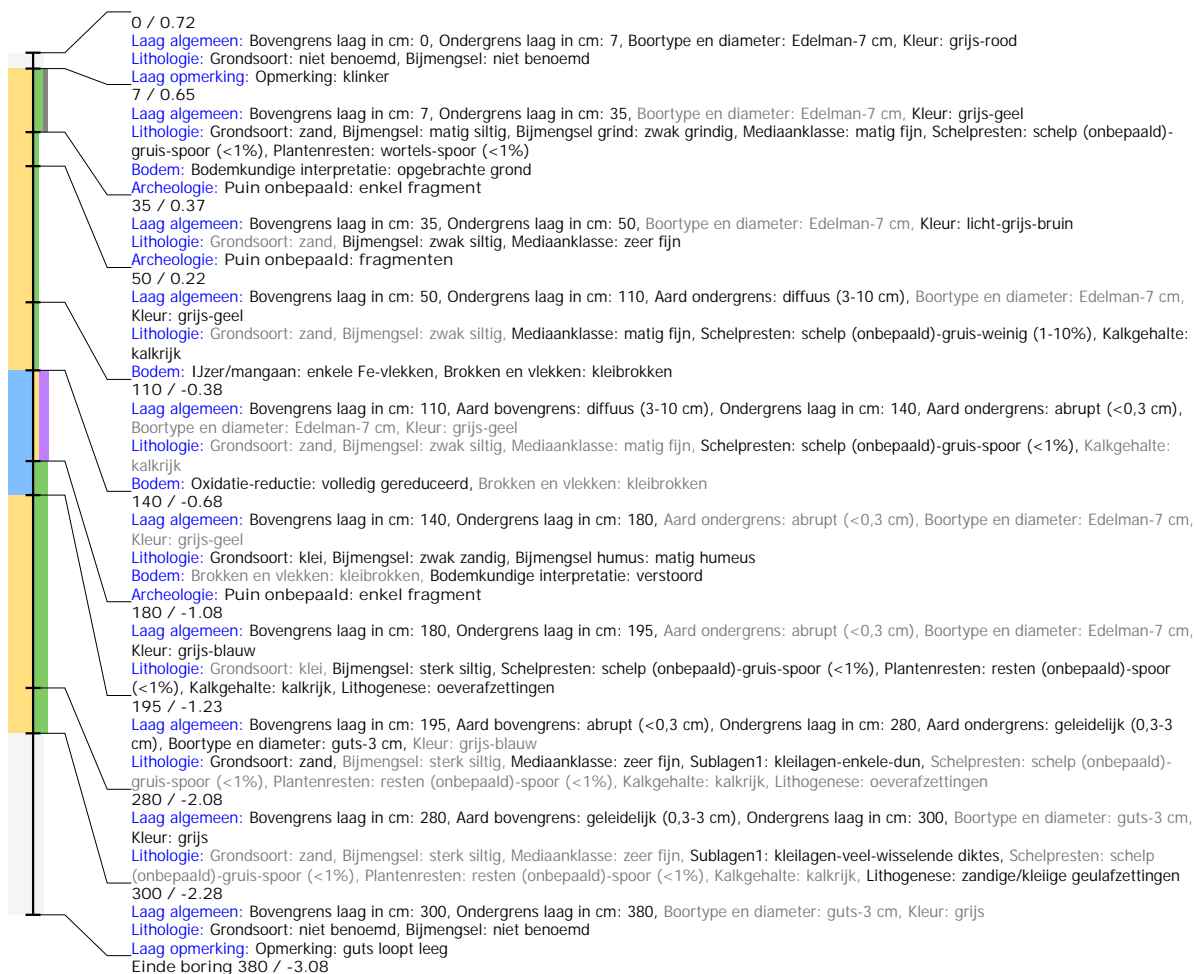 0 / 0.72
Laag algemeen: Bovengrens laag in cm: 0, Ondergrens laag in cm: 7, Boortype en diameter: Edelman-7 cm, Kleur: grijs-rood
Lithologie: Grondsoort: niet benoemd, Bijmengsel: niet benoemd
Laag opmerking: Opmerking: klinker
7 / 0.65
Laag algemeen: Bovengrens laag in cm: 7, Ondergrens laag in cm: 35, Boortype en diameter: Edelman-7 cm, Kleur: grijs-geel
Lithologie: Grondsoort: zand, Bijmengsel: matig siltig, Bijmengsel grind: zwak grindig, Mediaanklasse: matig fijn, Schelpresten: schelp (onbepaald)-
gruis-spoor (<1%), Plantenresten: wortels-spoor (<1%)
Bodem: Bodemkundige interpretatie: opgebrachte grond
Archeologie: Puin onbepaald: enkel fragment
35 / 0.37
Laag algemeen: Bovengrens laag in cm: 35, Ondergrens laag in cm: 50, Boortype en diameter: Edelman-7 cm, Kleur: licht-grijs-bruin
Lithologie: Grondsoort: zand, Bijmengsel: zwak siltig, Mediaanklasse: zeer fijn
Archeologie: Puin onbepaald: fragmenten
50 / 0.22
Laag algemeen: Bovengrens laag in cm: 50, Ondergrens laag in cm: 110, Aard ondergrens: diffuus (3-10 cm), Boortype en diameter: Edelman-7 cm,
Kleur: grijs-geel
Lithologie: Grondsoort: zand, Bijmengsel: zwak siltig, Mediaanklasse: matig fijn, Schelpresten: schelp (onbepaald)-gruis-weinig (1-10%), Kalkgehalte:
kalkrijk
Bodem: IJzer/mangaan: enkele Fe-vlekken, Brokken en vlekken: kleibrokken
110 / -0.38
Laag algemeen: Bovengrens laag in cm: 110, Aard bovengrens: diffuus (3-10 cm), Ondergrens laag in cm: 140, Aard ondergrens: abrupt (<0,3 cm),
Boortype en diameter: Edelman-7 cm, Kleur: grijs-geel
Lithologie: Grondsoort: zand, Bijmengsel: zwak siltig, Mediaanklasse: matig fijn, Schelpresten: schelp (onbepaald)-gruis-spoor (<1%), Kalkgehalte:
kalkrijk
Bodem: Oxidatie-reductie: volledig gereduceerd, Brokken en vlekken: kleibrokken
140 / -0.68
Laag algemeen: Bovengrens laag in cm: 140, Ondergrens laag in cm: 180, Aard ondergrens: abrupt (<0,3 cm), Boortype en diameter: Edelman-7 cm,
Kleur: grijs-geel
Lithologie: Grondsoort: klei, Bijmengsel: zwak zandig, Bijmengsel humus: matig humeus
Bodem: Brokken en vlekken: kleibrokken, Bodemkundige interpretatie: verstoord
Archeologie: Puin onbepaald: enkel fragment
180 / -1.08
Laag algemeen: Bovengrens laag in cm: 180, Ondergrens laag in cm: 195, Aard ondergrens: abrupt (<0,3 cm), Boortype en diameter: Edelman-7 cm,
Kleur: grijs-blauw
Lithologie: Grondsoort: klei, Bijmengsel: sterk siltig, Schelpresten: schelp (onbepaald)-gruis-spoor (<1%), Plantenresten: resten (onbepaald)-spoor
(<1%), Kalkgehalte: kalkrijk, Lithogenese: oeverafzettingen
195 / -1.23
Laag algemeen: Bovengrens laag in cm: 195, Aard bovengrens: abrupt (<0,3 cm), Ondergrens laag in cm: 280, Aard ondergrens: geleidelijk (0,3-3
cm), Boortype en diameter: guts-3 cm, Kleur: grijs-blauw
Lithologie: Grondsoort: zand, Bijmengsel: sterk siltig, Mediaanklasse: zeer fijn, Sublagen1: kleilagen-enkele-dun, Schelpresten: schelp (onbepaald)-
gruis-spoor (<1%), Plantenresten: resten (onbepaald)-spoor (<1%), Kalkgehalte: kalkrijk, Lithogenese: oeverafzettingen
280 / -2.08
Laag algemeen: Bovengrens laag in cm: 280, Aard bovengrens: geleidelijk (0,3-3 cm), Ondergrens laag in cm: 300, Boortype en diameter: guts-3 cm,
Kleur: grijs
Lithologie: Grondsoort: zand, Bijmengsel: sterk siltig, Mediaanklasse: zeer fijn, Sublagen1: kleilagen-veel-wisselende diktes, Schelpresten: schelp
(onbepaald)-gruis-spoor (<1%), Plantenresten: resten (onbepaald)-spoor (<1%), Kalkgehalte: kalkrijk, Lithogenese: zandige/kleiige geulafzettingen
300 / -2.28
Laag algemeen: Bovengrens laag in cm: 300, Ondergrens laag in cm: 380, Boortype en diameter: guts-3 cm, Kleur: grijs
Lithologie: Grondsoort: niet benoemd, Bijmengsel: niet benoemd
Laag opmerking: Opmerking: guts loopt leeg
Einde boring 380 / -3.08